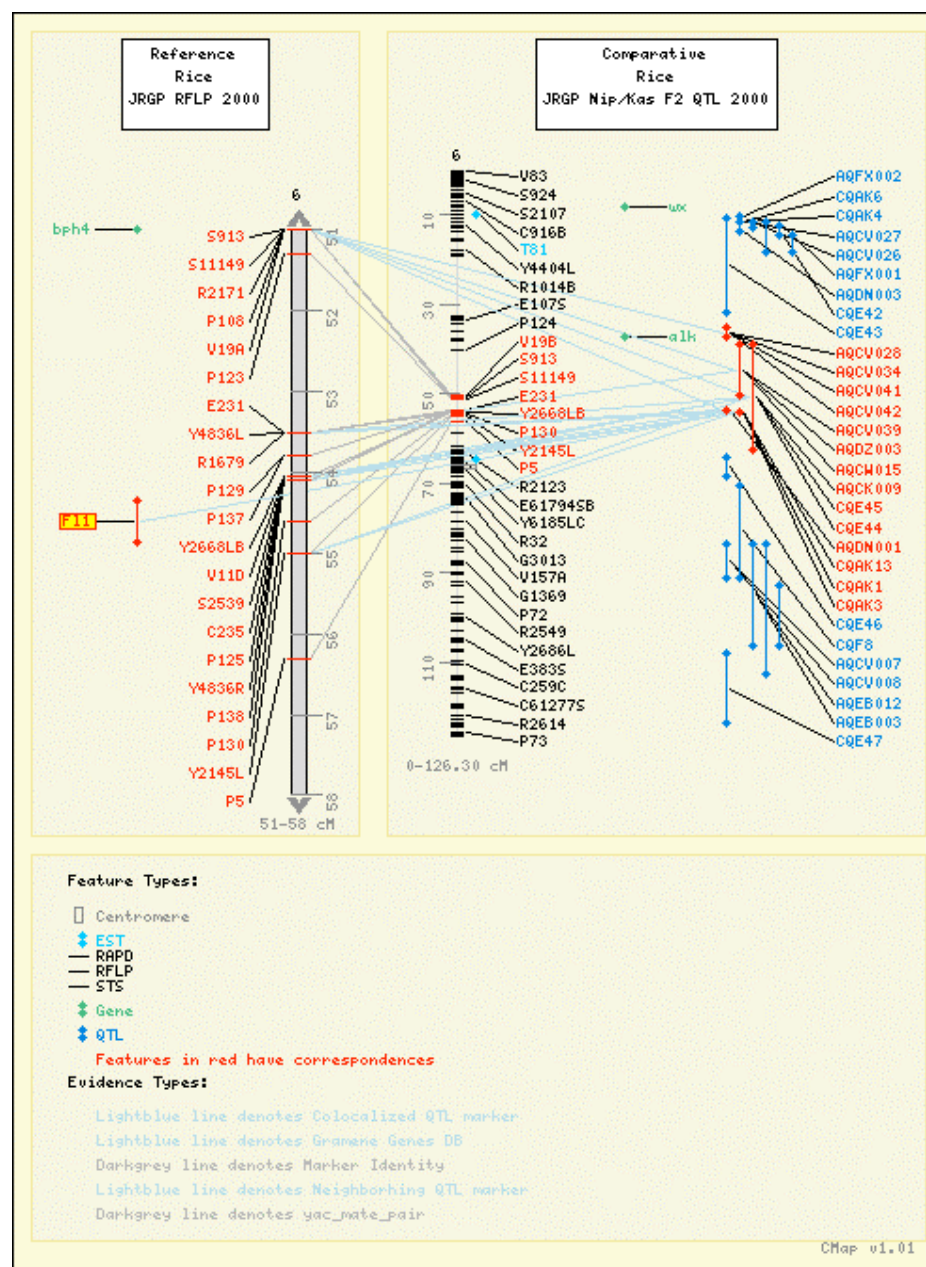 Reference
Rice
JRGP RFLP 2000
Comparative
Rice
JRGP Nip/Kas F2 QTL 2000
6
bph4
S913
S11149
R2171
P108
V19A
P123
E231
Y4836L
R1679
P129
P137
Fl1
Y2668LB
V11D
S2539
C235
P125
Y4836R
P138
P130
Y2145L
P5
51
52
53
54
55
56
57
58
51-58 cM
6
10
30
50
70
90
110
V83
S924
S2107
C916B
T81
Y4404L
R1014B
E107S
P124
V19B
S913
S11149
E231
Y2668LB
P130
Y2145L
P5
R2123
E61794SB
Y6185LC
R32
G3013
V157A
G1369
P72
R2549
Y2686L
E383S
C259C
C61277S
R2614
P73
0-126.30 cM
wx
alk
AQFX002
CQAK6
CQAK4
AQCV027
AQCV026
AQFX001
AQDN003
CQE42
CQE43
AQCV028
AQCV034
AQCV041
AQCV042
AQCV039
AQDZ003
AQCW015
AQCK009
CQE45
CQE44
AQDN001
CQAK13
CQAK1
CQAK3
CQE46
CQF8
AQCV007
AQCV008
AQEB012
AQEB003
CQE47
Feature Types:
Centromere
EST
RAPD
RFLP
STS
Gene
QTL
Features in red have correspondences
Evidence Types:
Lightblue line denotes Colocalized QTL marker
Lightblue line denotes Gramene Genes DB
Darkgrey line denotes Marker Identity
Lightblue line denotes Neighborhing QTL marker
Darkgrey line denotes yac_mate_pair
CMap v1.01